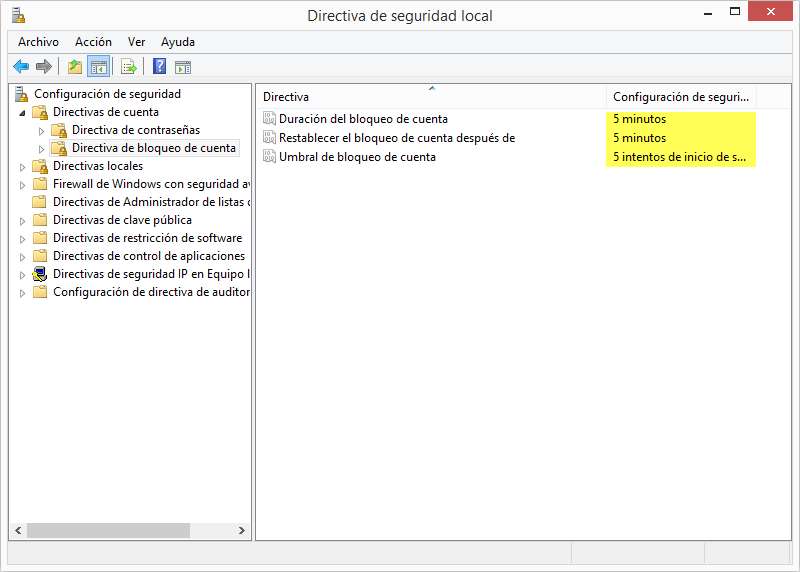 Directiva de seguridad local
Archivo Acción Ver Ayuda
Configuración de seguridad
Directivas de cuenta
Directiva de contraseñas
Directiva de bloqueo de cuenta
Directivas locales
Firewall de Windows con seguridad av
Directivas de Administrador de listas d
Directivas de clave pública
Directivas de restricción de software
Directivas de control de aplicaciones
Directivas de seguridad IP en Equipo l
Configuración de directiva de auditor
Directiva Configuración de seguri...
Duración del bloqueo de cuenta 5 minutos
Restablecer el bloqueo de cuenta después de 5 minutos
Umbral de bloqueo de cuenta 5 intentos de inicio de s...